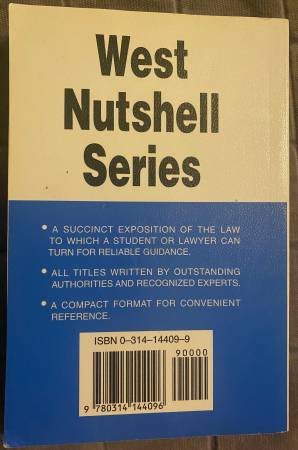 West
Nutshell
Series
• A SUCCINCT EXPOSITION OF THE LAW
TO WHICH A STUDENT OR LAWYER CAN
TURN FOR RELIABLE GUIDANCE.
• ALL TITLES WRITTEN BY OUTSTANDING
AUTHORITIES AND RECOGNIZED EXPERTS.
• A COMPACT FORMAT FOR CONVENIENT
REFERENCE.
ISBN 0–314–14409–9
90000
9 780314 144096